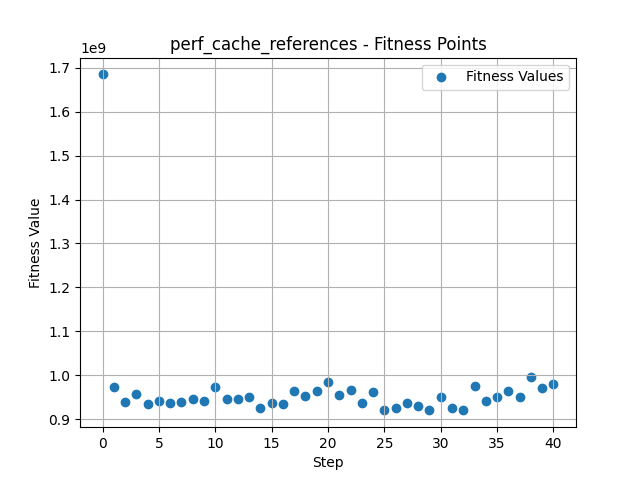 perf_cache_references - Fitness Points
1e9
Fitness Values
1.7
1.6
1.5
1.4
1.3
1.2
1.1
1.0
0.9
Fitness Value
0 5 10 15 20 25 30 35 40
Step